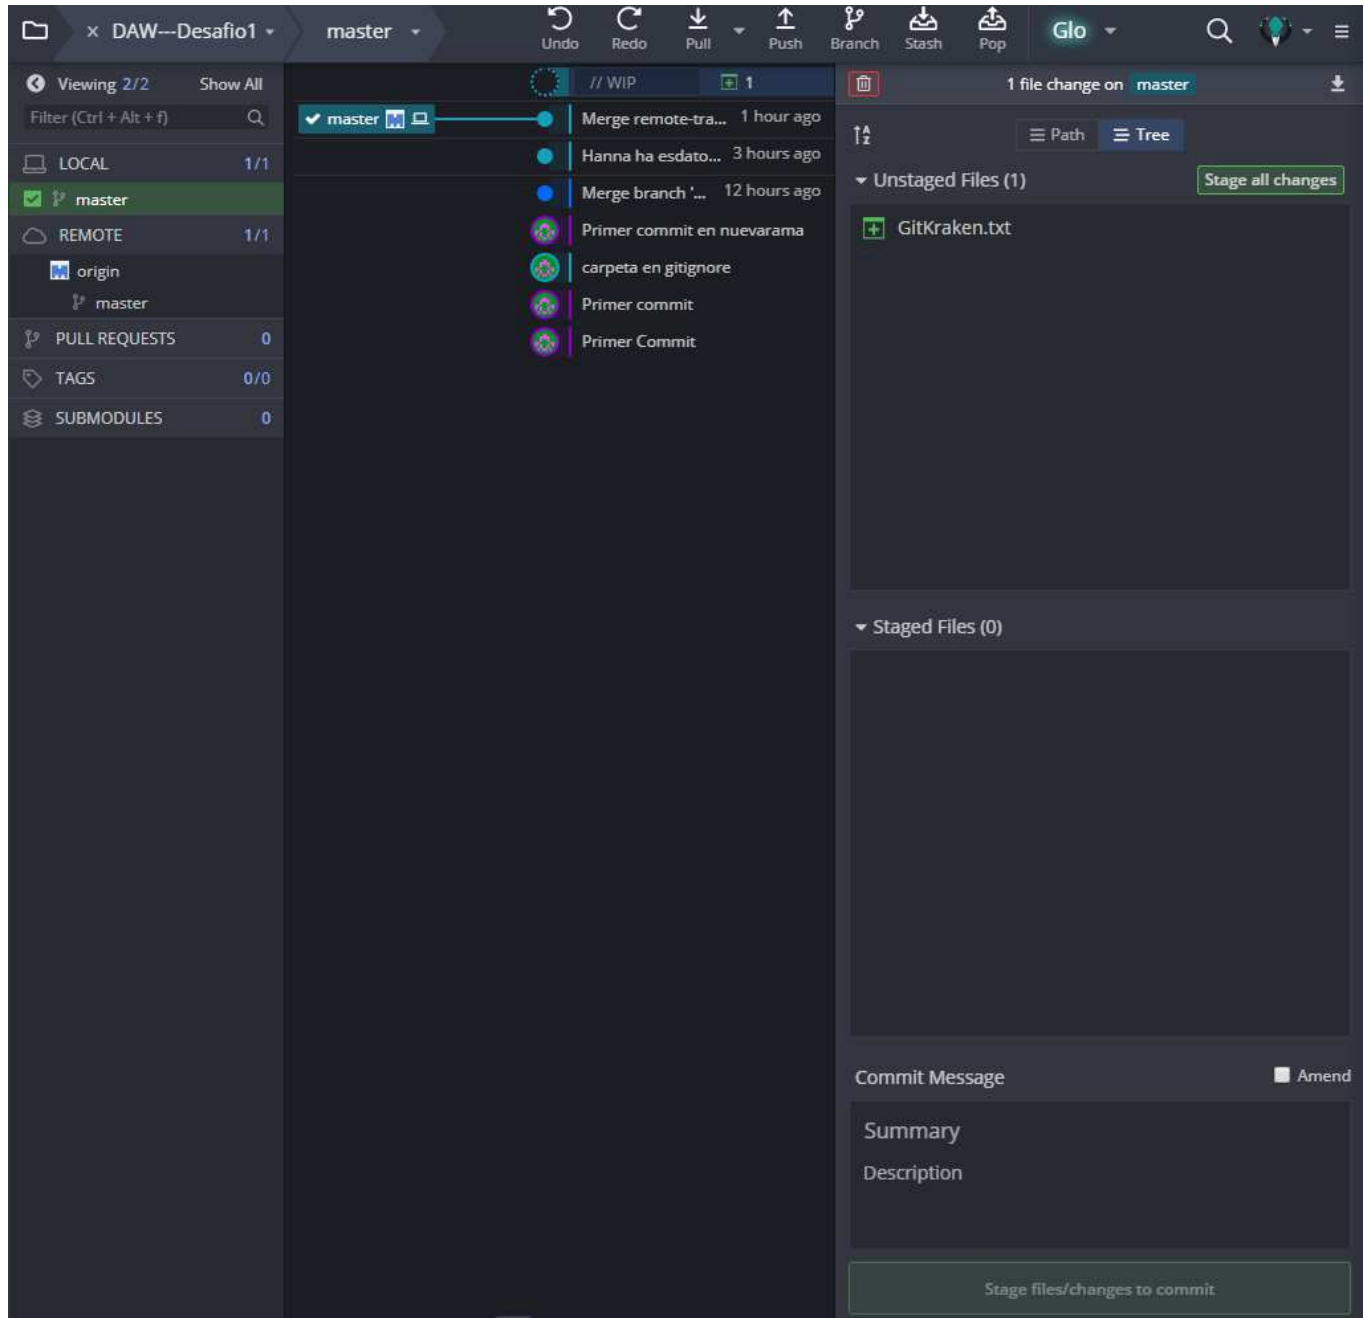 × DAW---Desafio1
master
Undo
Redo
Pull
Push
Branch
Stash
Pop
Glo
Viewing 2/2 Show All
Filter (Ctrl + Alt + f)
LOCAL 1/1
master
REMOTE 1/1
origin
master
PULL REQUESTS 0
TAGS 0/0
SUBMODULES 0
// WIP 1
master
Merge remote-tra... 1 hour ago
Hanna ha esdato... 3 hours ago
Merge branch '... 12 hours ago
Primer commit en nuevarama
carpeta en gitignore
Primer commit
Primer Commit
1 file change on master
A
Z
Path Tree
Unstaged Files (1) Stage all changes
GitKraken.txt
Staged Files (0)
Commit Message Amend
Summary
Description
Stage files/changes to commit